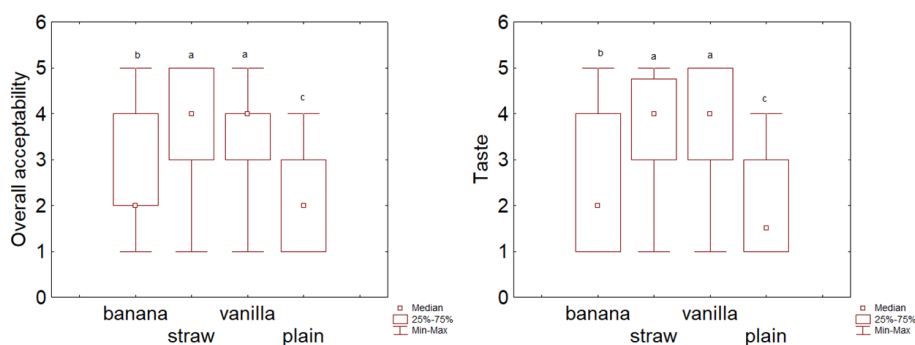 Overall acceptability
6
5
4
3
2
1
0
b
a
a
c
banana
straw
vanilla
plain
Median
25%-75%
Min-Max
Taste
6
5
4
3
2
1
0
b
a
a
c
banana
straw
vanilla
plain
Median
25%-75%
Min-Max